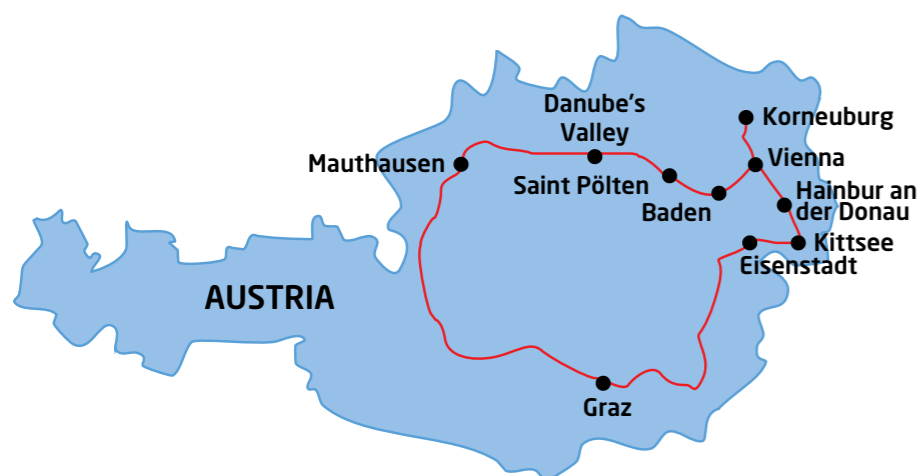 Danube's
Valley
Korneuburg
Mauthausen
Vienna
Saint Pölten
Baden
Hainbur an
der Donau
Kittsee
Eisenstadt
AUSTRIA
Graz